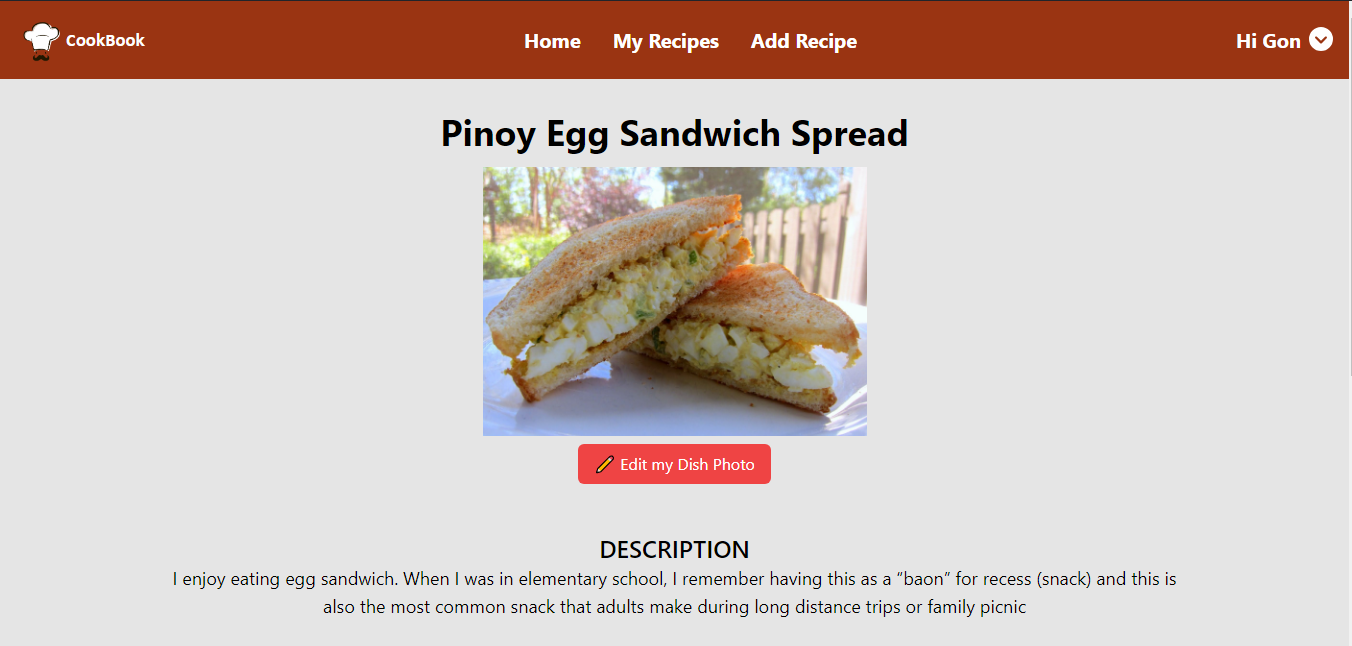 CookBook
Home
My Recipes
Add Recipe
Hi Gon
Pinoy Egg Sandwich Spread
Edit my Dish Photo
DESCRIPTION
I enjoy eating egg sandwich. When I was in elementary school, I remember having this as a “baon” for recess (snack) and this is
also the most common snack that adults make during long distance trips or family picnic